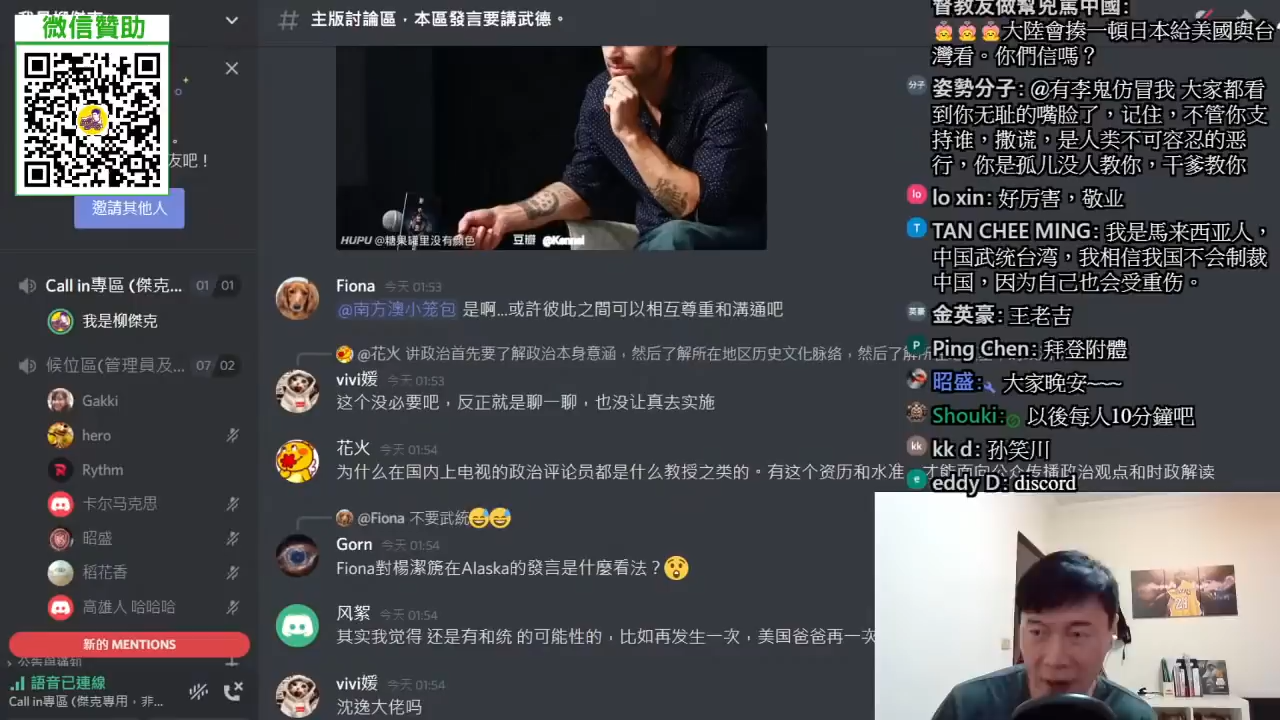 微信贊助
友吧！
邀請其他人
Call in專區 (傑克...
01 01
我是柳傑克
候位區(管理員及...
07 02
Gakki
hero
Rythm
卡尔马克思
昭盛
稻花香
高雄人 哈哈哈
新的 MENTIONS
語音已連線
Call in專區 (傑克專用，非...
# 主版討論區，本區發言要講武德。
HUPU @糖果罐里没有颜色 豆瓣 @Kennel
Fiona 今天 01:53
@南方澳小笼包 是啊...或許彼此之間可以相互尊重和溝通吧
@花火 讲政治首先要了解政治本身意涵，然后了解所在地区历史文化脉络，然后了解所
vivi媛 今天 01:53
这个没必要吧，反正就是聊一聊，也没让真去实施
花火 今天 01:54
为什么在国内上电视的政治评论员都是什么教授之类的。有这个资历和水准，才能面向公众传播政治观点和时政解读
@Fiona 不要武統😅😅
Gorn 今天 01:54
Fiona對楊潔篪在Alaska的發言是什麼看法？😲
风絮 今天 01:54
其实我觉得 还是有和统 的可能性的，比如再发生一次，美国爸爸再一次
vivi媛 今天 01:54
沈逸大佬吗
督教友做幫兇罵中國:
大陸會揍一頓日本給美國與台
灣看。你們信嗎？
姿勢分子: @有李鬼仿冒我 大家都看
到你无耻的嘴脸了，记住，不管你支
持谁，撒谎，是人类不可容忍的恶
行，你是孤儿没人教你，干爹教你
lo xin: 好厉害，敬业
TAN CHEE MING: 我是馬来西亚人，
中国武统台湾，我相信我国不会制裁
中国，因为自己也会受重伤。
金英豪: 王老吉
Ping Chen: 拜登附體
昭盛: 大家晚安~~~
Shouki: 以後每人10分鐘吧
kk d: 孙笑川
eddy D: discord